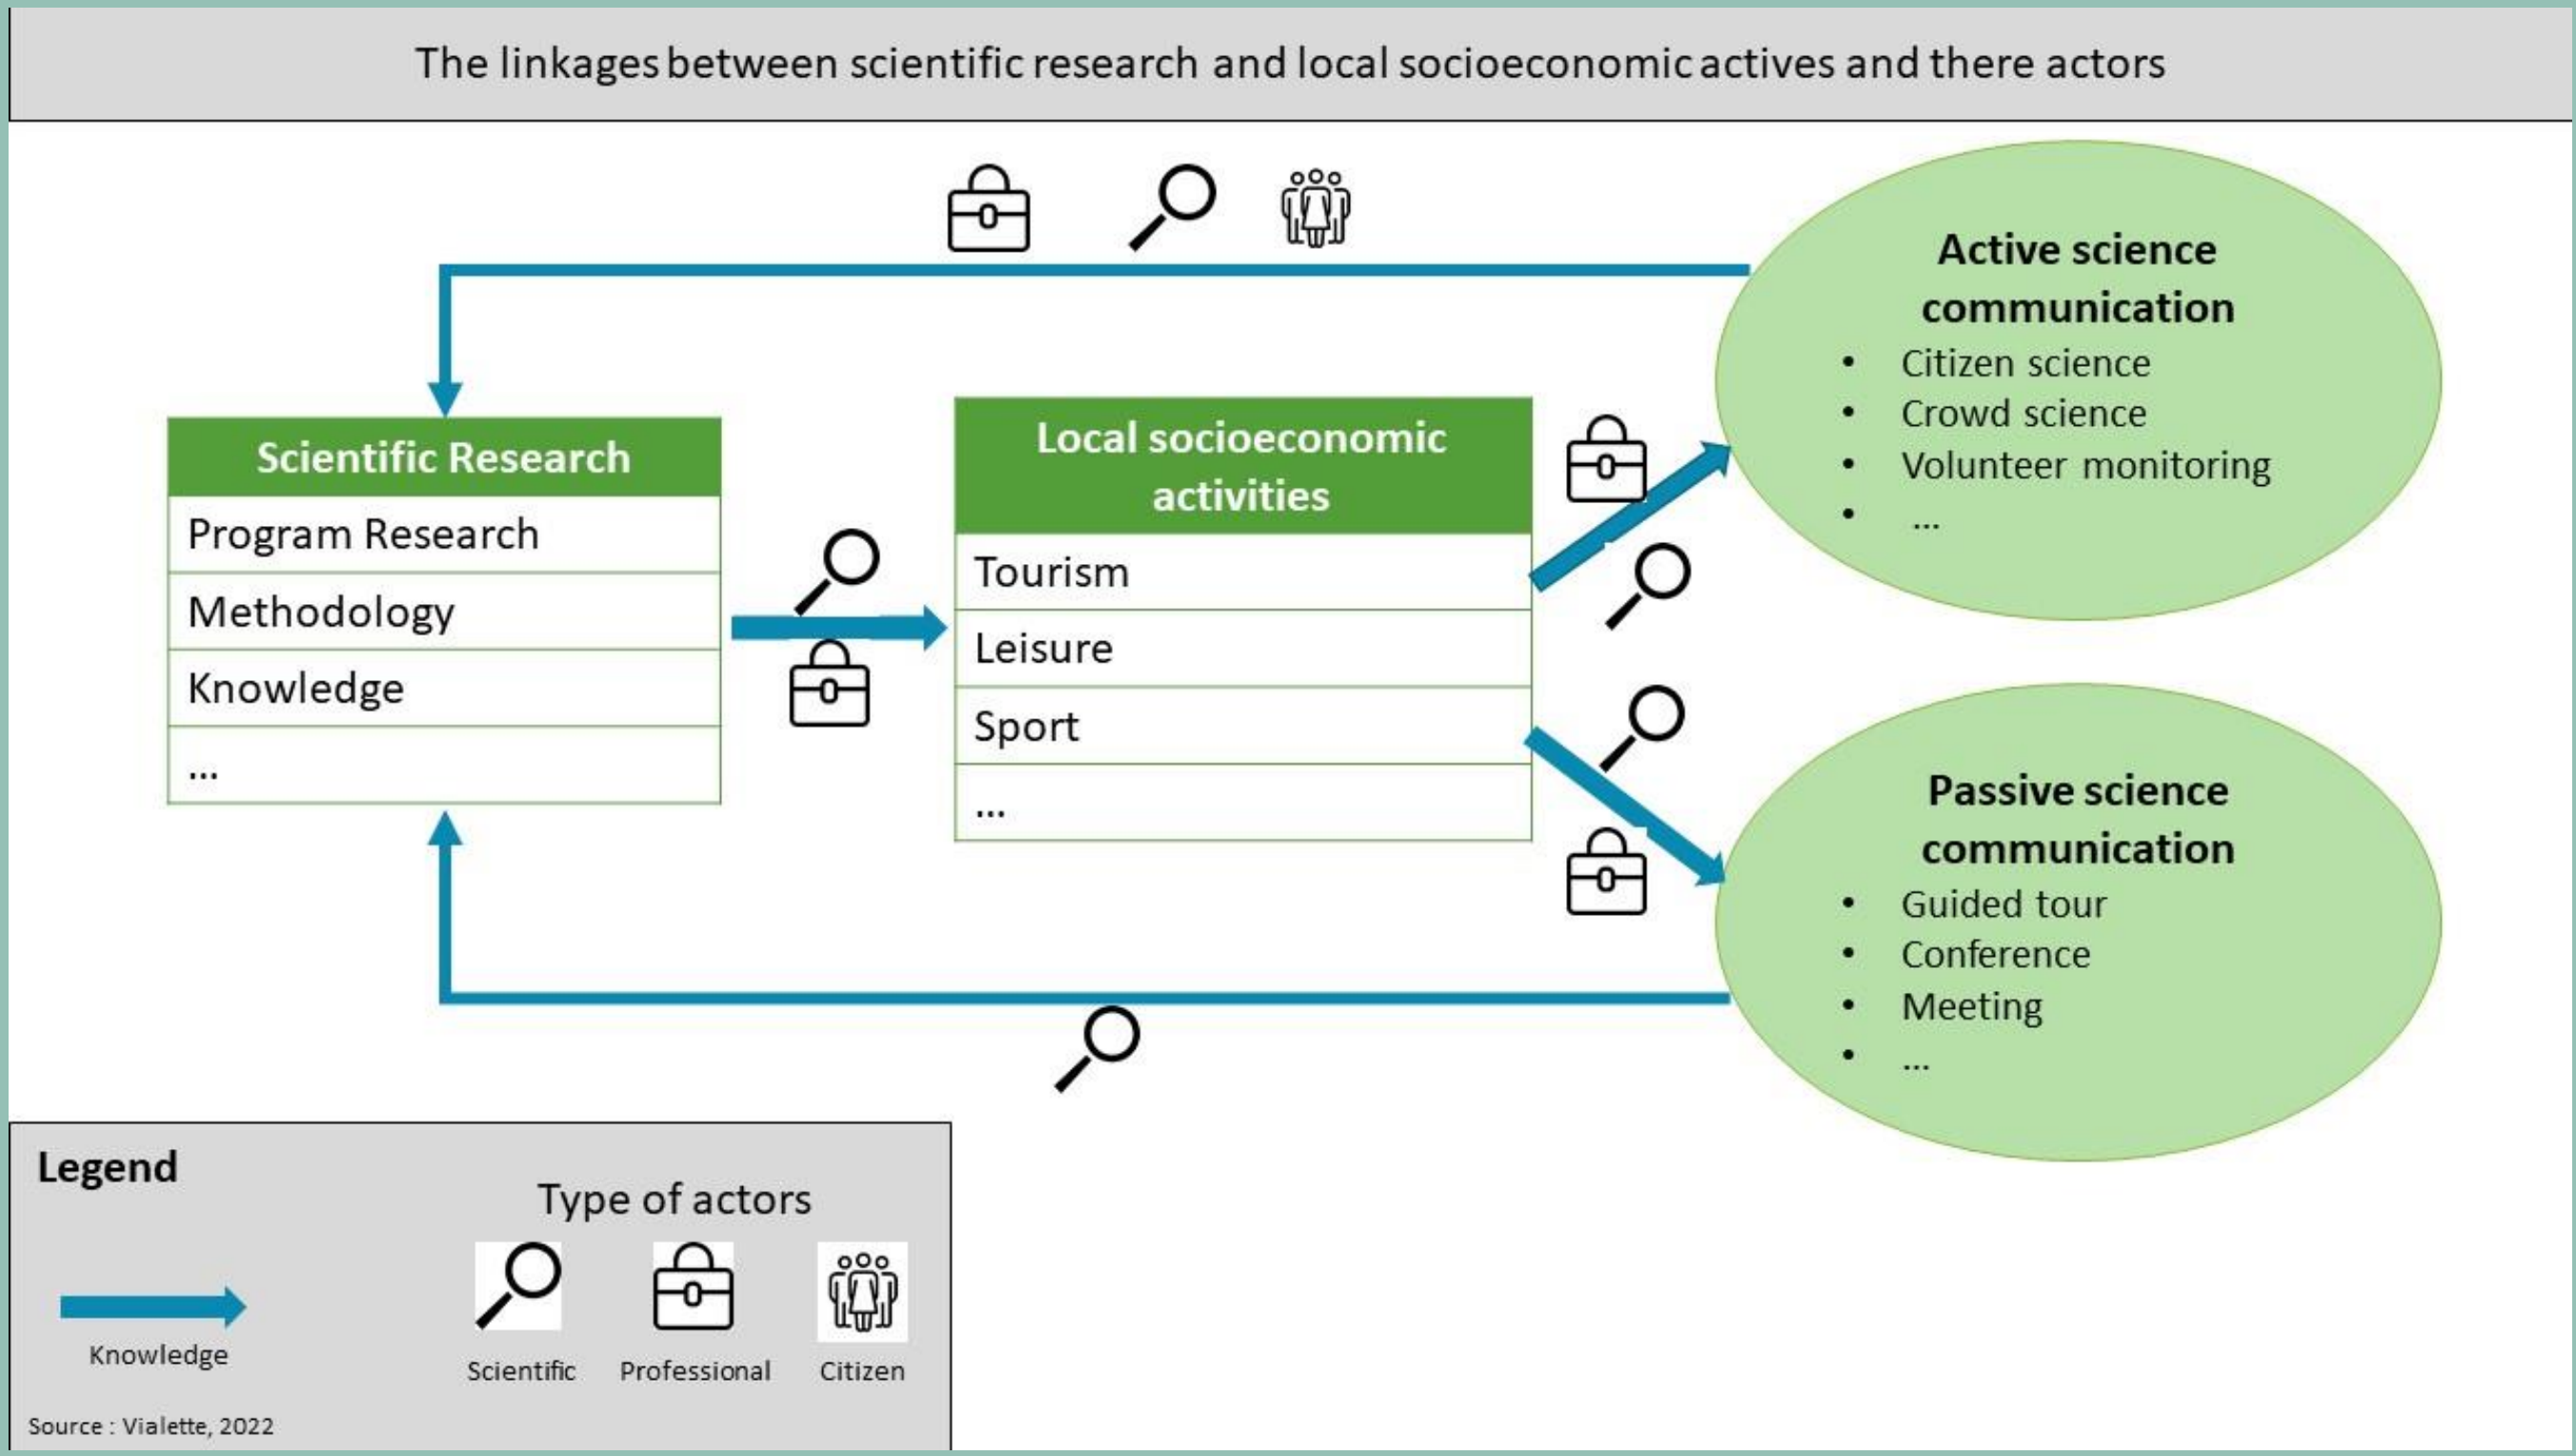 The linkages between scientific research and local socioeconomic actives and there actors
Scientific Research
Program Research
Methodology
Knowledge
...
Local socioeconomic
activities
Tourism
Leisure
Sport
...
Active science
communication
• Citizen science
• Crowd science
• Volunteer monitoring
• ...
Passive science
communication
• Guided tour
• Conference
• Meeting
• ...
Legend
Type of actors
Knowledge
Scientific
Professional
Citizen
Source : Vialette, 2022